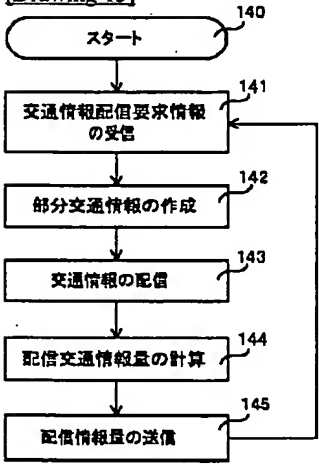 140
スタート
141
交通情報配信要求情報
の受信
142
部分交通情報の作成
143
交通情報の配信
144
配信交通情報量の計算
145
配信情報量の送信